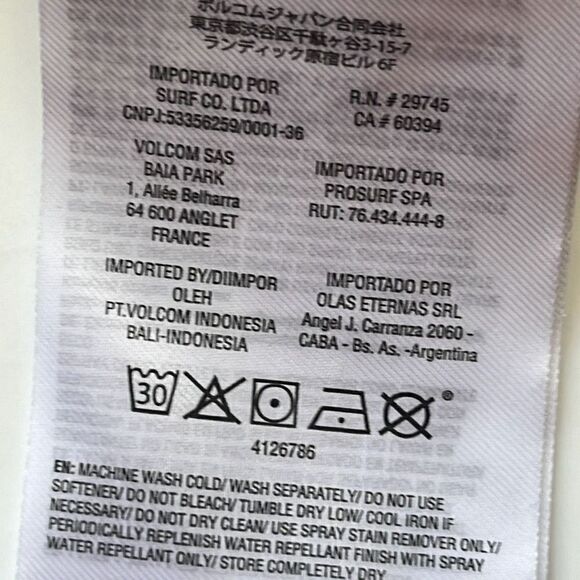 ボルコムジャパン合同会社
東京都渋谷区千駄ヶ谷3-15-7
ランディック原宿ビル 6F
IMPORTADO POR
SURF CO. LTDA
CNPJ:53356259/0001-36
R.N. # 29745
CA # 60394
VOLCOM SAS
BAIA PARK
1, Allée Belharra
64 600 ANGLET
FRANCE
IMPORTADO POR
PROSURF SPA
RUT: 76.434.444-8
IMPORTED BY/DIIMPOR
OLEH
PT.VOLCOM INDONESIA
BALI-INDONESIA
IMPORTADO POR
OLAS ETERNAS SRL
Angel J. Carranza 2060 -
CABA - Bs. As. -Argentina
30
®
4126786
EN: MACHINE WASH COLD/ WASH SEPARATELY/ DO NOT USE
SOFTENER/ DO NOT BLEACH/ TUMBLE DRY LOW/ COOL IRON IF
NECESSARY/ DO NOT DRY CLEAN/ USE SPRAY STAIN REMOVER ONLY/
PERIODICALLY REPLENISH WATER REPELLANT FINISH WITH SPRAY
WATER REPELLANT ONLY/ STORE COMPLETELY DRY